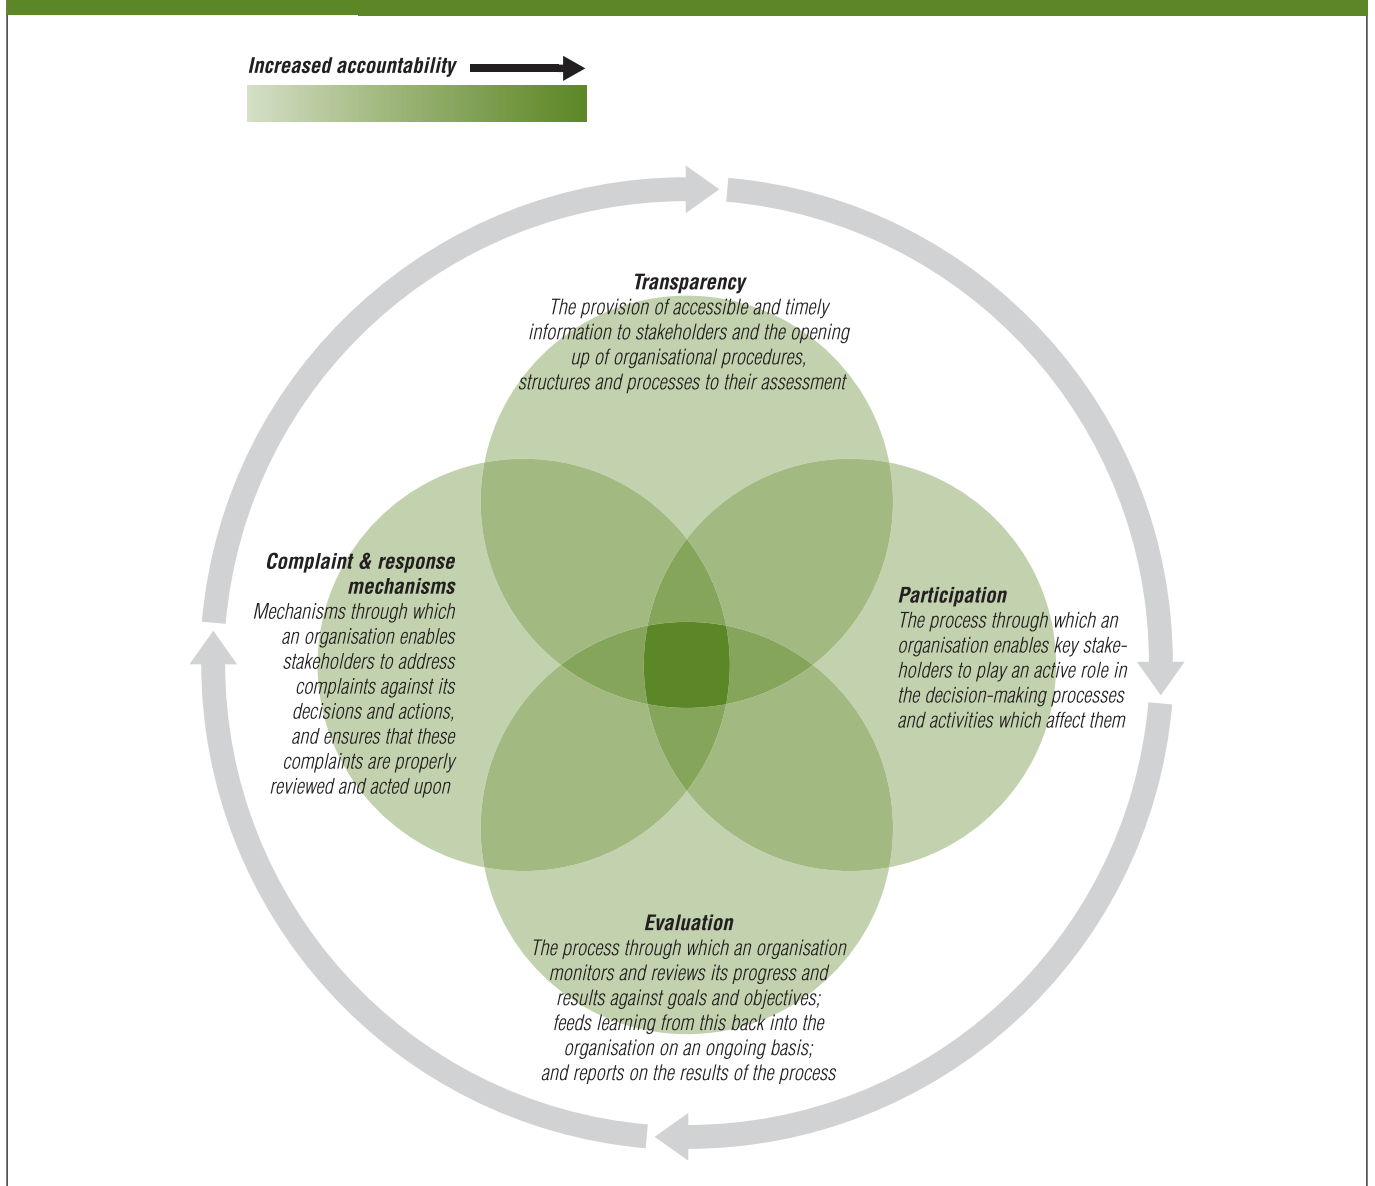 Increased accountability
Transparency
The provision of accessible and timely
information to stakeholders and the opening
up of organisational procedures,
structures and processes to their assessment
Complaint & response
mechanisms
Mechanisms through which
an organisation enables
stakeholders to address
complaints against its
decisions and actions,
and ensures that these
complaints are properly
reviewed and acted upon
Participation
The process through which an
organisation enables key stake-
holders to play an active role in
the decision-making processes
and activities which affect them
Evaluation
The process through which an organisation
monitors and reviews its progress and
results against goals and objectives;
feeds learning from this back into the
organisation on an ongoing basis;
and reports on the results of the process